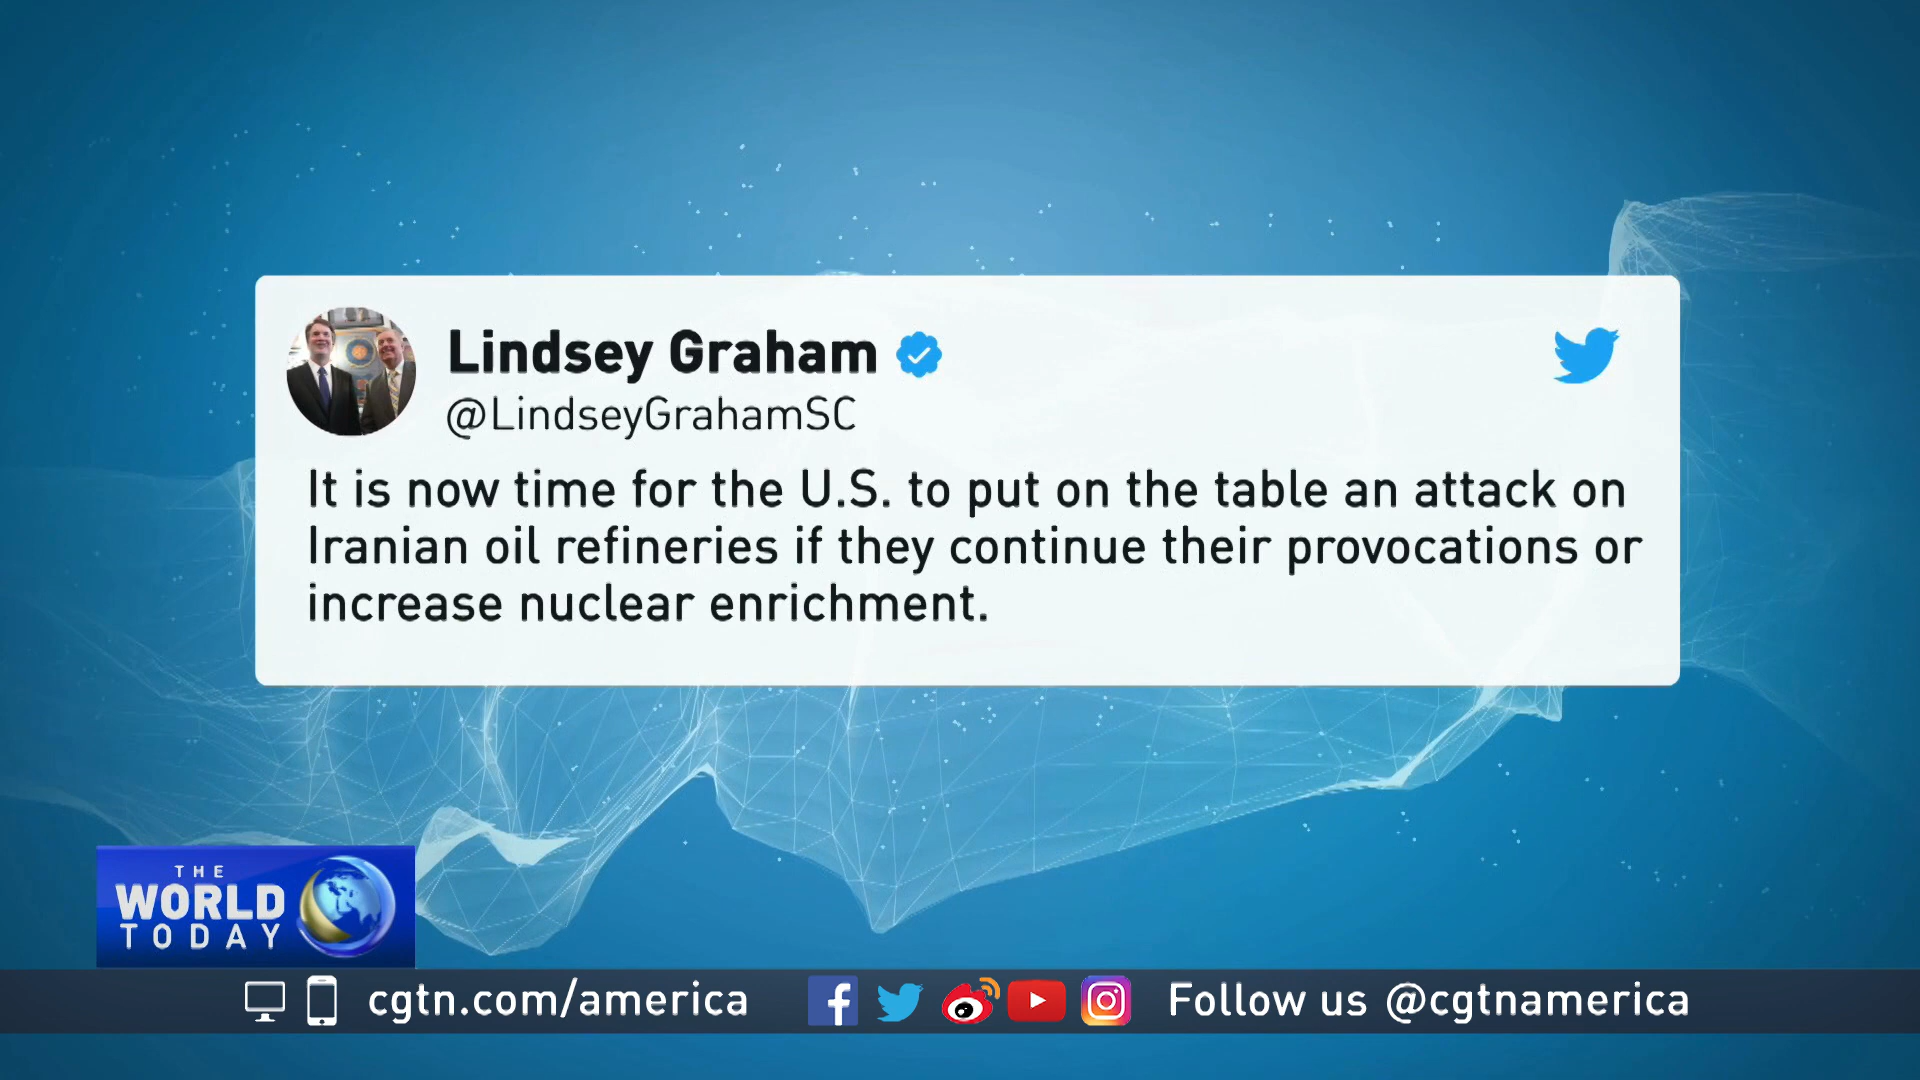 Lindsey Graham
@LindseyGrahamSC
It is now time for the U.S. to put on the table an attack on
Iranian oil refineries if they continue their provocations or
increase nuclear enrichment.
THE
WORLD
TODAY
cgtn.com/america
Follow us @cgtnamerica